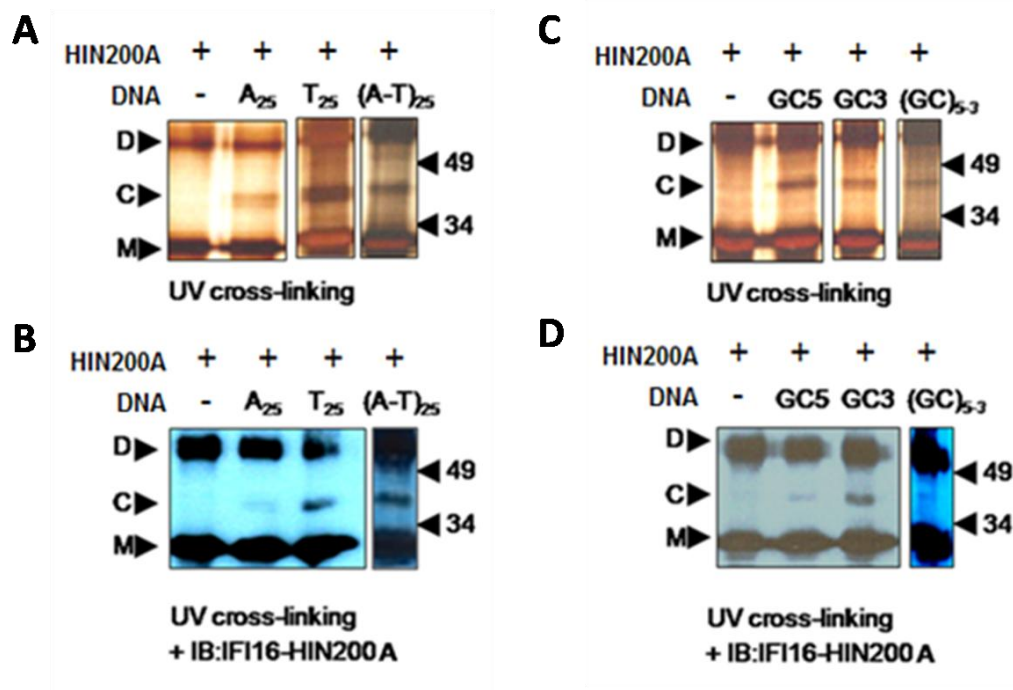 A
HIN200A + + + +
DNA - A25 T25 (A-T)25
D
49
C
34
M
UV cross-linking
B
HIN200A + + + +
DNA - A25 T25 (A-T)25
D
49
C
34
M
UV cross-linking
+ IB:IFI16-HIN200A
C
HIN200A + + + +
DNA - GC5 GC3 (GC)5-3
D
49
C
34
M
UV cross-linking
D
HIN200A + + + +
DNA - GC5 GC3 (GC)5-3
D
49
C
34
M
UV cross-linking
+ IB:IFI16-HIN200A